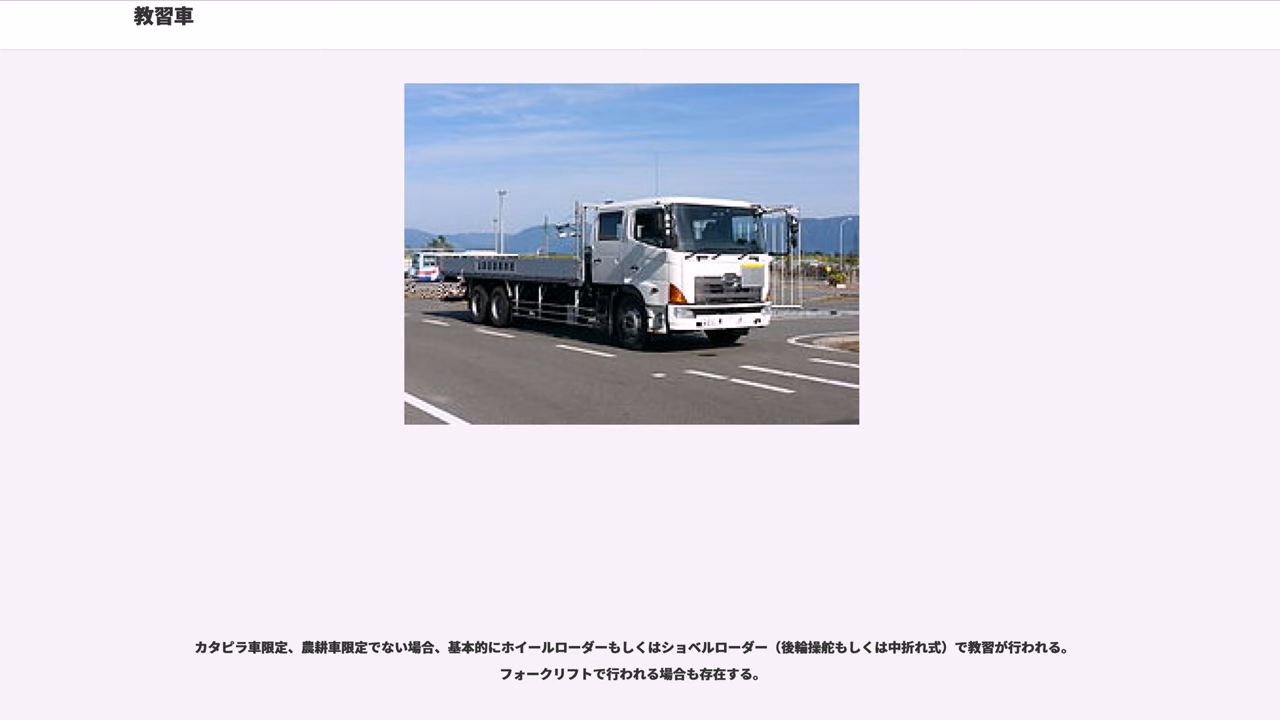 教習車
カタピラ車限定、農耕車限定でない場合、基本的にホイールローダーもしくはショベルローダー（後輪操舵もしくは中折れ式）で教習が行われる。
フォークリフトで行われる場合も存在する。